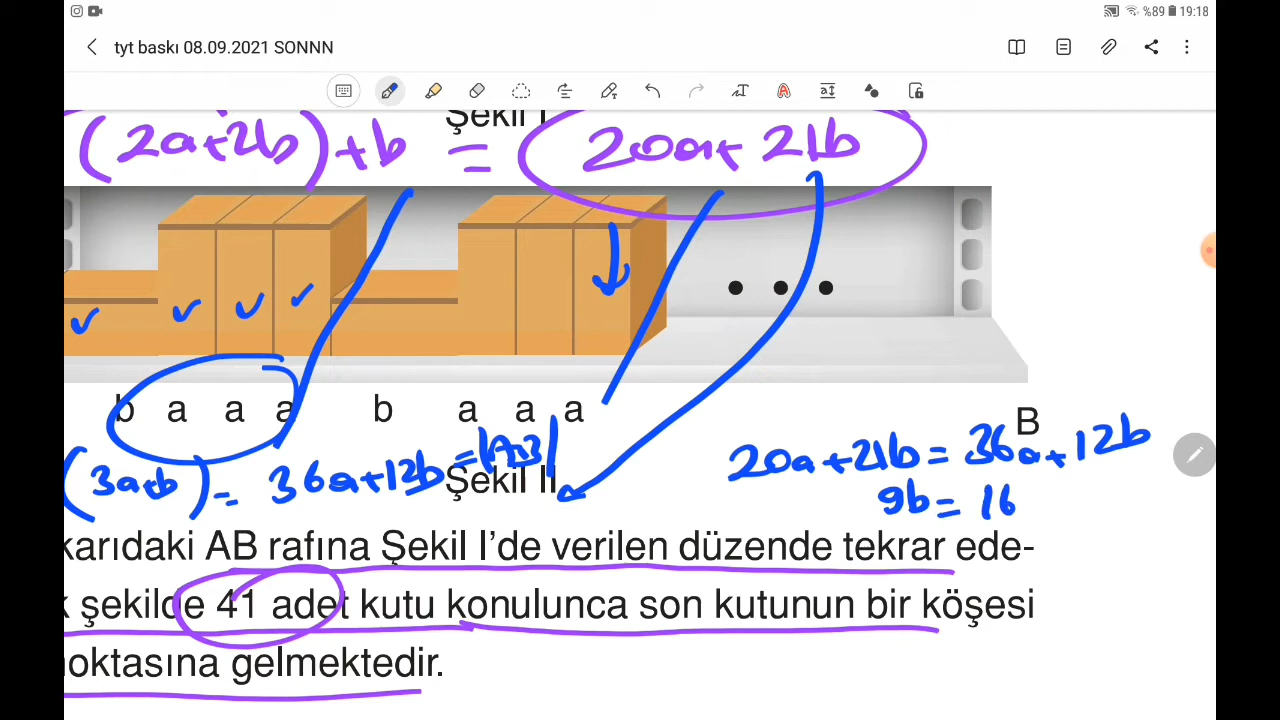 %89 19:18
tyt baskı 08.09.2021 SONNN
Şekil I
(2a+2b)+b = 20a+21b
b a a a b a a a
B
(3a+b) = 36a+12b =
20a+21b = 36a+12b
Şekil II
9b = 16
karıdaki AB rafına Şekil I’de verilen düzende tekrar ede-
k şekilde 41 adet kutu konulunca son kutunun bir köşesi
noktasına gelmektedir.